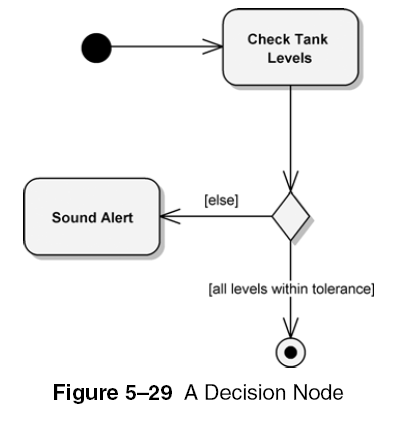 Check Tank
Levels
[else]
Sound Alert
[all levels within tolerance]
Figure 5–29 A Decision Node